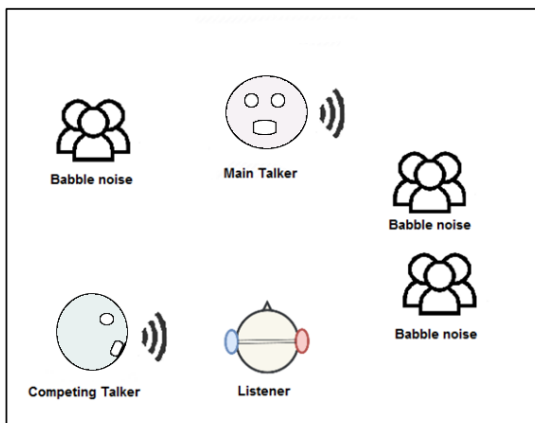 Babble noise
Main Talker
Babble noise
Babble noise
Competing Talker
Listener